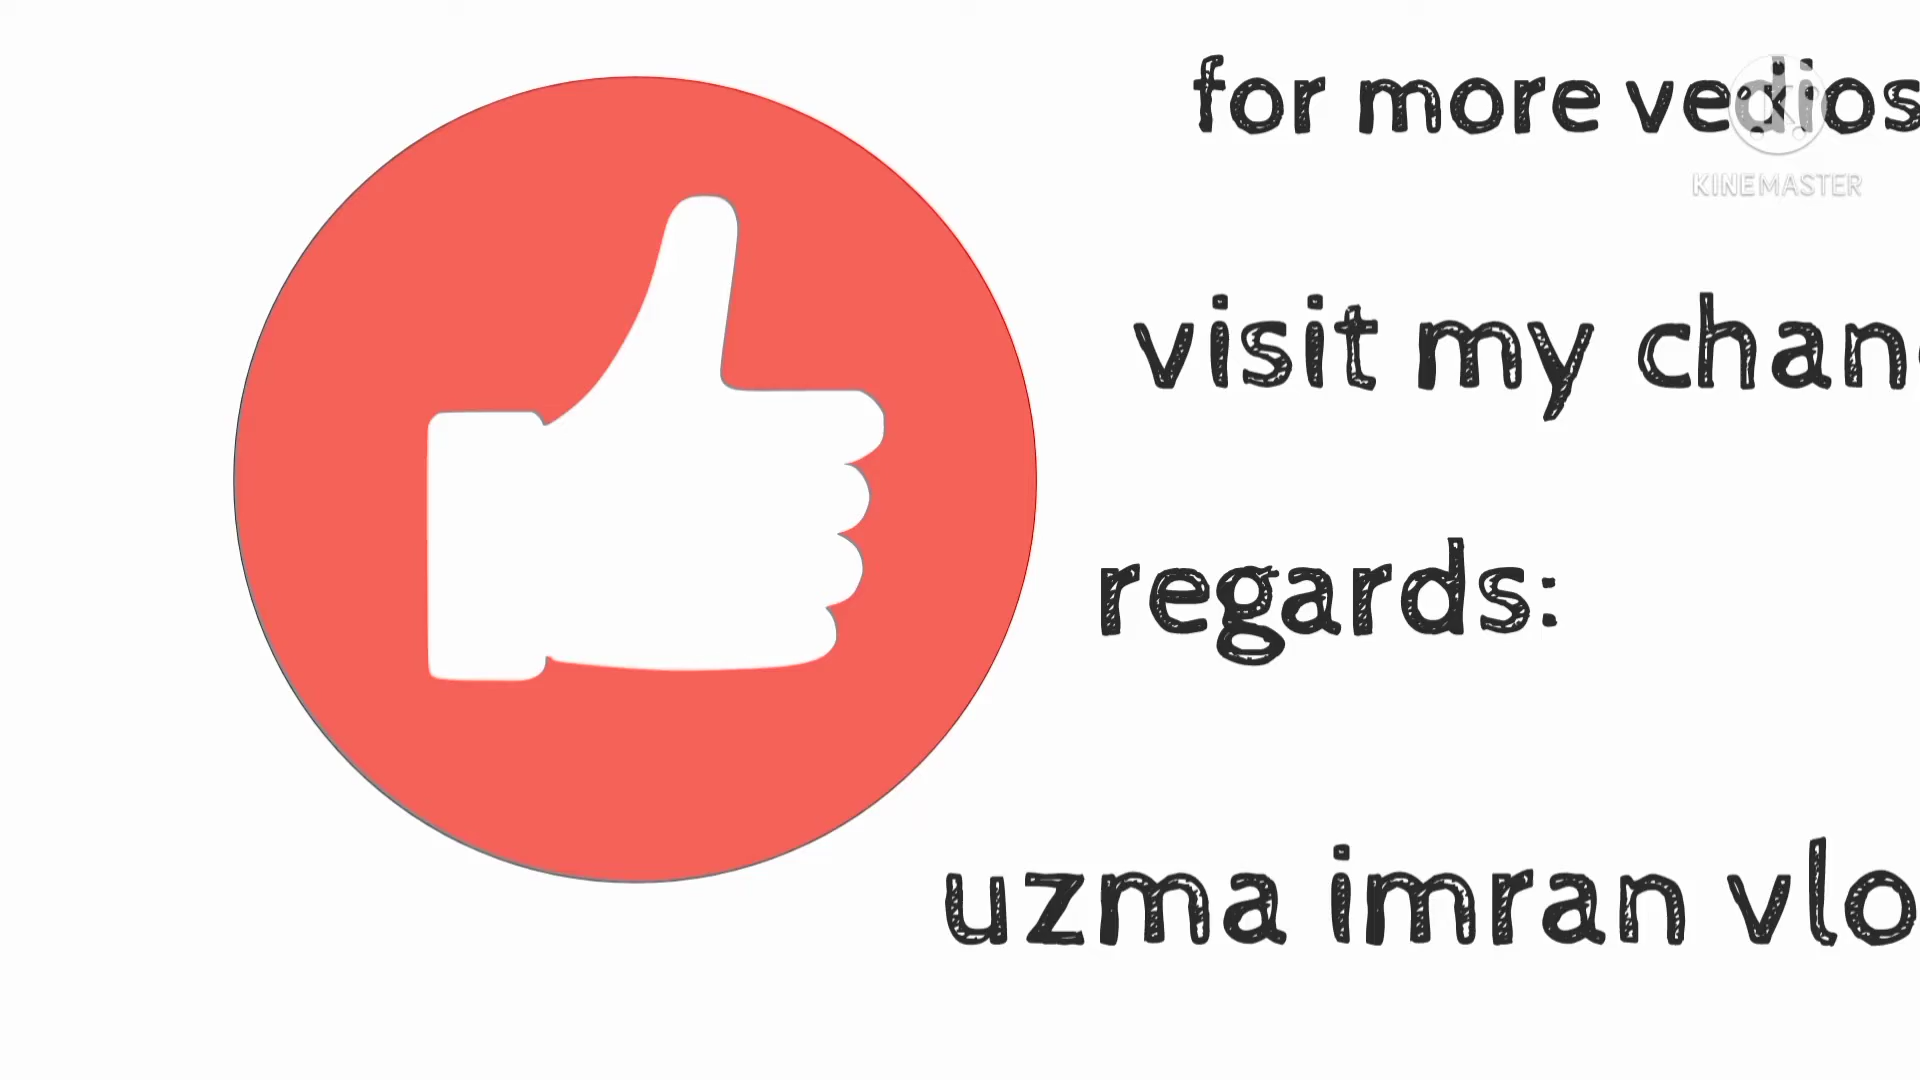 for more vedios
KINEMASTER
visit my chan
regards:
uzma imran vlo